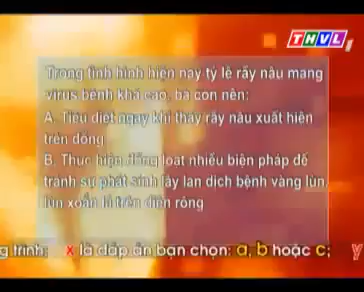 THVL1
Trong tình hình hiện nay tỷ lệ rầy nâu mang
virus bệnh khá cao, bà con nên:
A. Tiêu diệt ngay khi thấy rầy nâu xuất hiện
trên đồng
B. Thực hiện đồng loạt nhiều biện pháp để
tránh sự phát sinh lây lan dịch bệnh vàng lùn,
lùn xoắn lá trên diện rộng
g trình; x là đáp án bạn chọn: a, b hoặc c; y